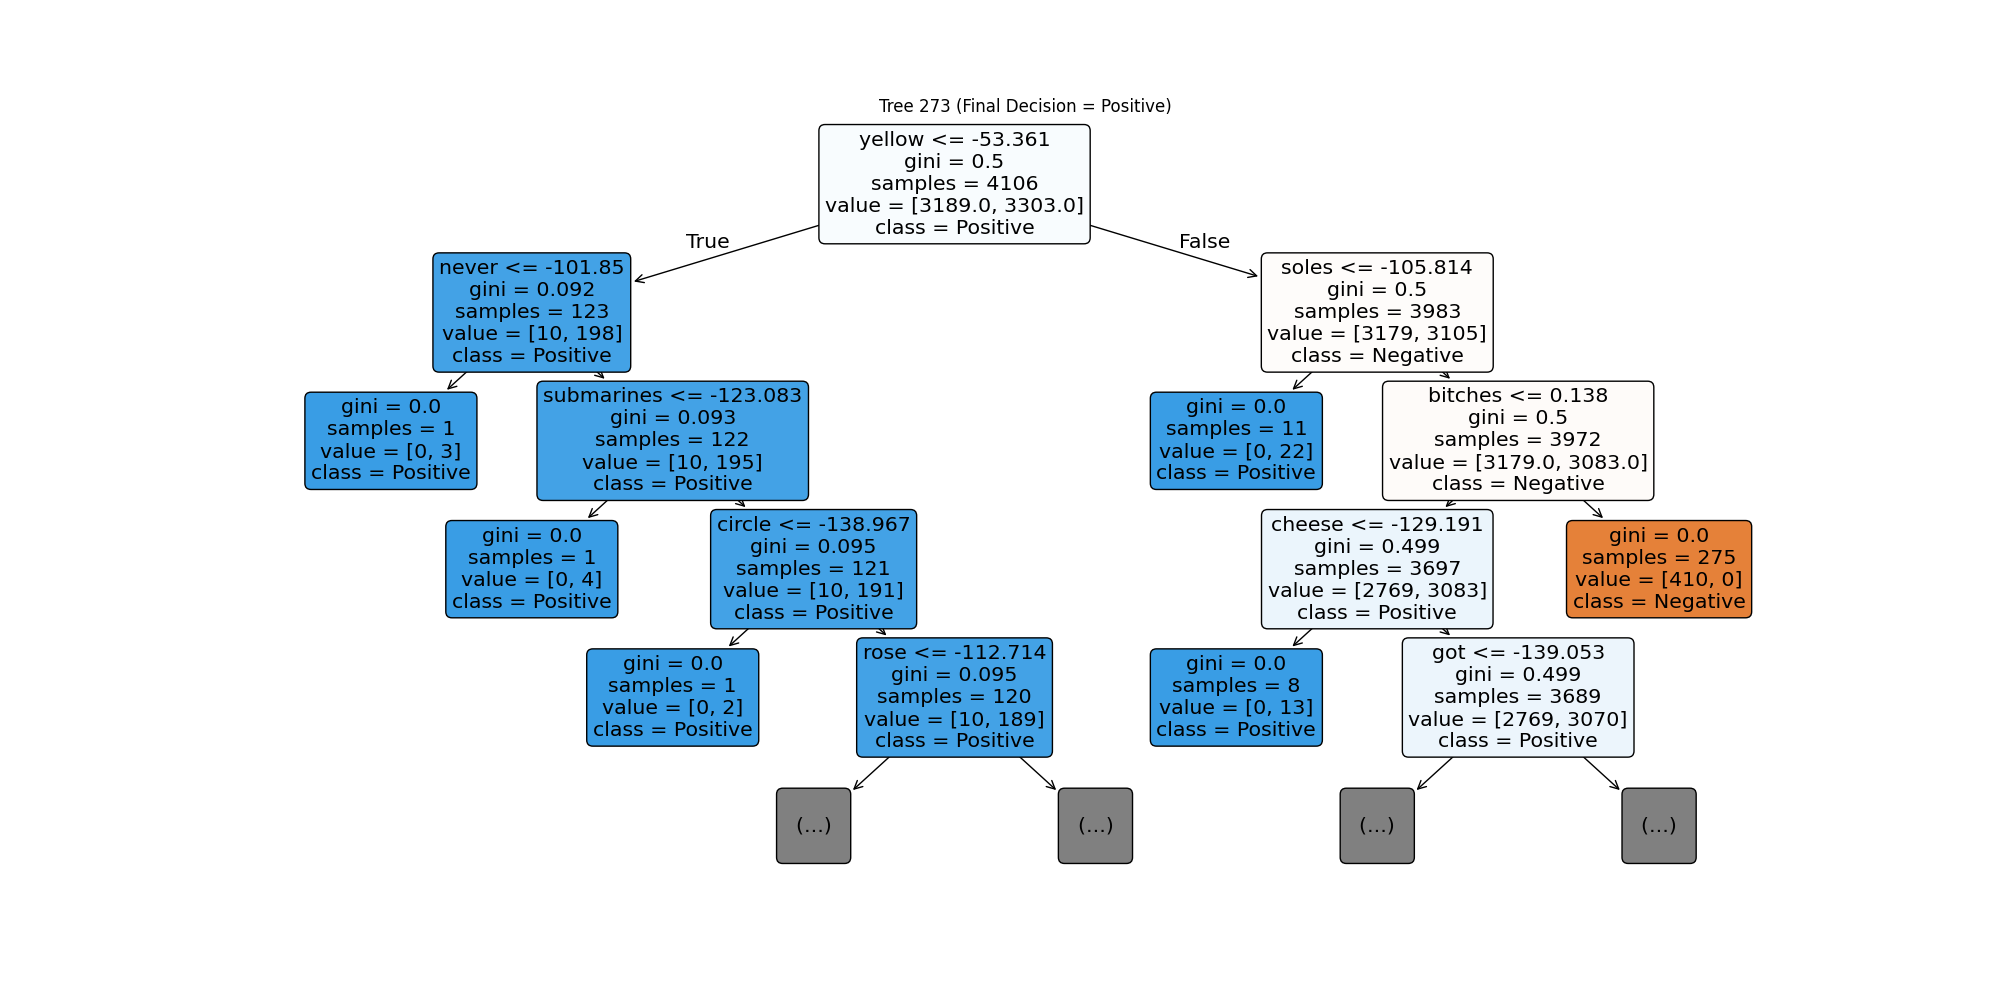 Tree 273 (Final Decision = Positive)
yellow <= -53.361
gini = 0.5
samples = 4106
value = [3189.0, 3303.0]
class = Positive
True
False
never <= -101.85
gini = 0.092
samples = 123
value = [10, 198]
class = Positive
soles <= -105.814
gini = 0.5
samples = 3983
value = [3179, 3105]
class = Negative
gini = 0.0
samples = 1
value = [0, 3]
class = Positive
submarines <= -123.083
gini = 0.093
samples = 122
value = [10, 195]
class = Positive
gini = 0.0
samples = 11
value = [0, 22]
class = Positive
bitches <= 0.138
gini = 0.5
samples = 3972
value = [3179.0, 3083.0]
class = Negative
gini = 0.0
samples = 1
value = [0, 4]
class = Positive
circle <= -138.967
gini = 0.095
samples = 121
value = [10, 191]
class = Positive
cheese <= -129.191
gini = 0.499
samples = 3697
value = [2769, 3083]
class = Positive
gini = 0.0
samples = 275
value = [410, 0]
class = Negative
gini = 0.0
samples = 1
value = [0, 2]
class = Positive
rose <= -112.714
gini = 0.095
samples = 120
value = [10, 189]
class = Positive
gini = 0.0
samples = 8
value = [0, 13]
class = Positive
got <= -139.053
gini = 0.499
samples = 3689
value = [2769, 3070]
class = Positive
(...)
(...)
(...)
(...)